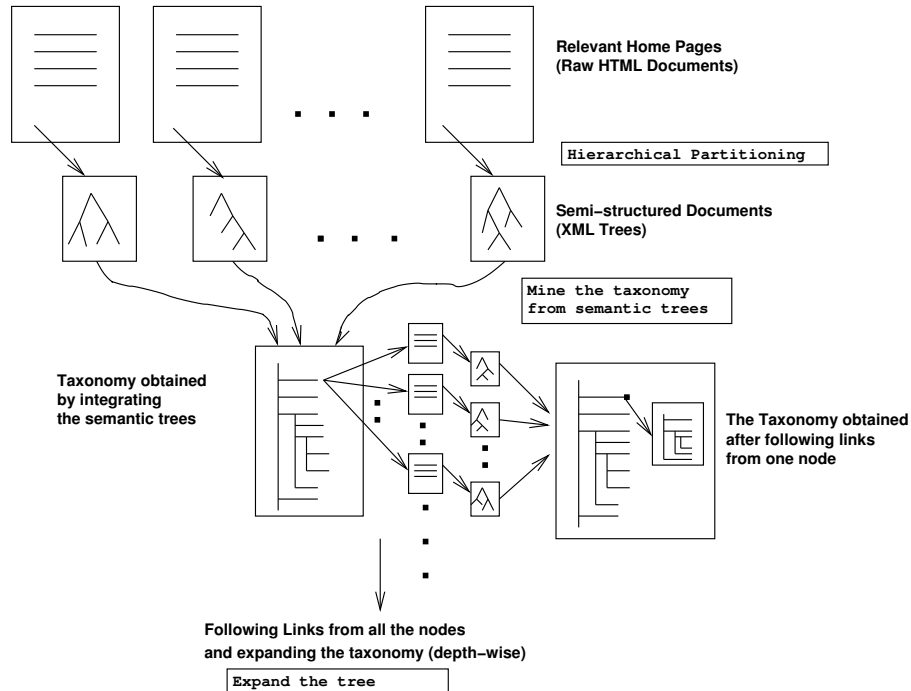 Relevant Home Pages
(Raw HTML Documents)
Hierarchical Partitioning
Semi-structured Documents
(XML Trees)
Mine the taxonomy
from semantic trees
Taxonomy obtained
by integrating
the semantic trees
The Taxonomy obtained
after following links
from one node
Following Links from all the nodes
and expanding the taxonomy (depth-wise)
Expand the tree